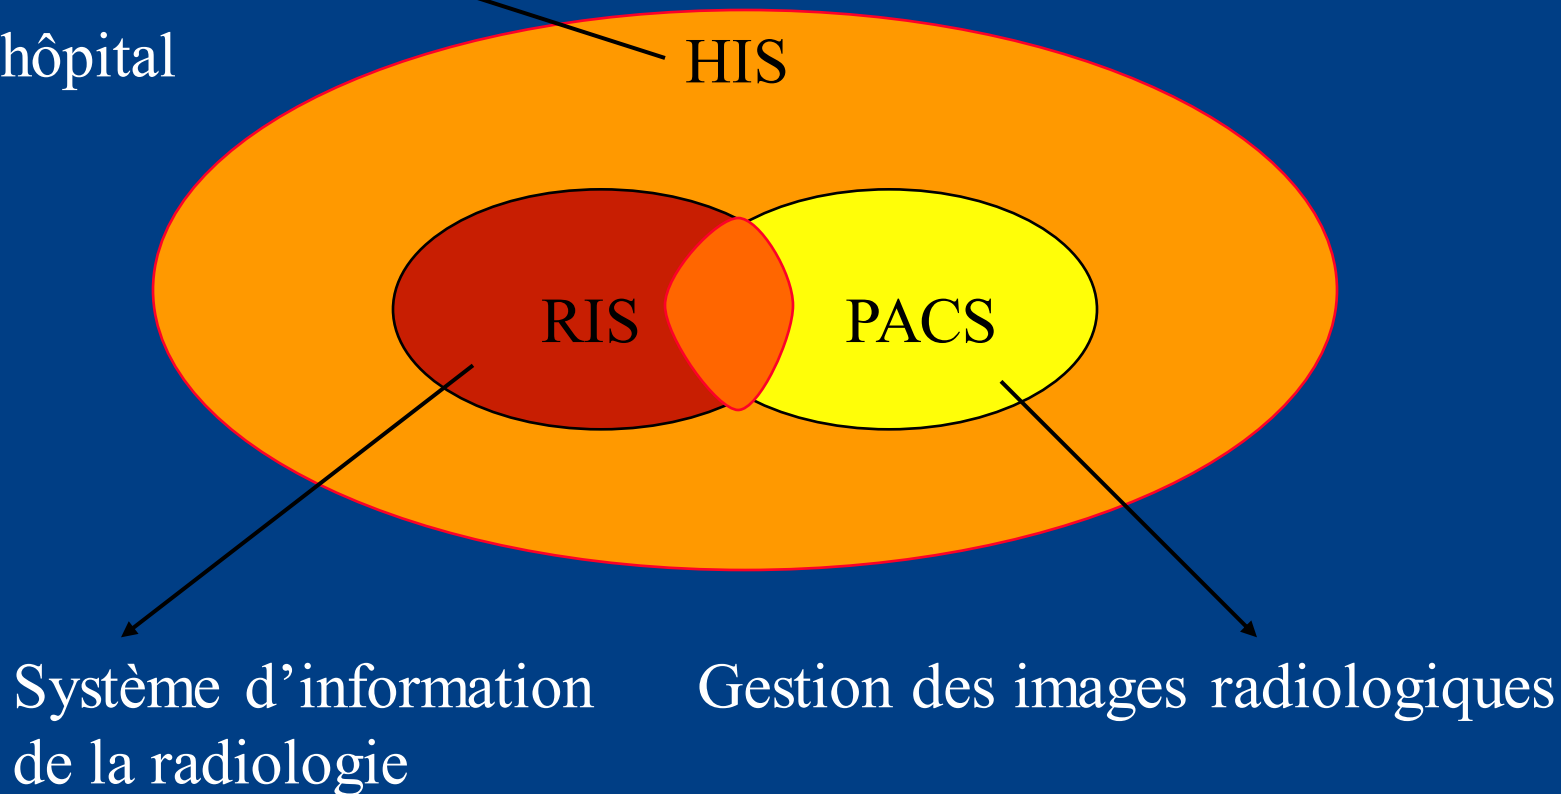 hôpital
HIS
RIS
PACS
Système d’information
de la radiologie
Gestion des images radiologiques